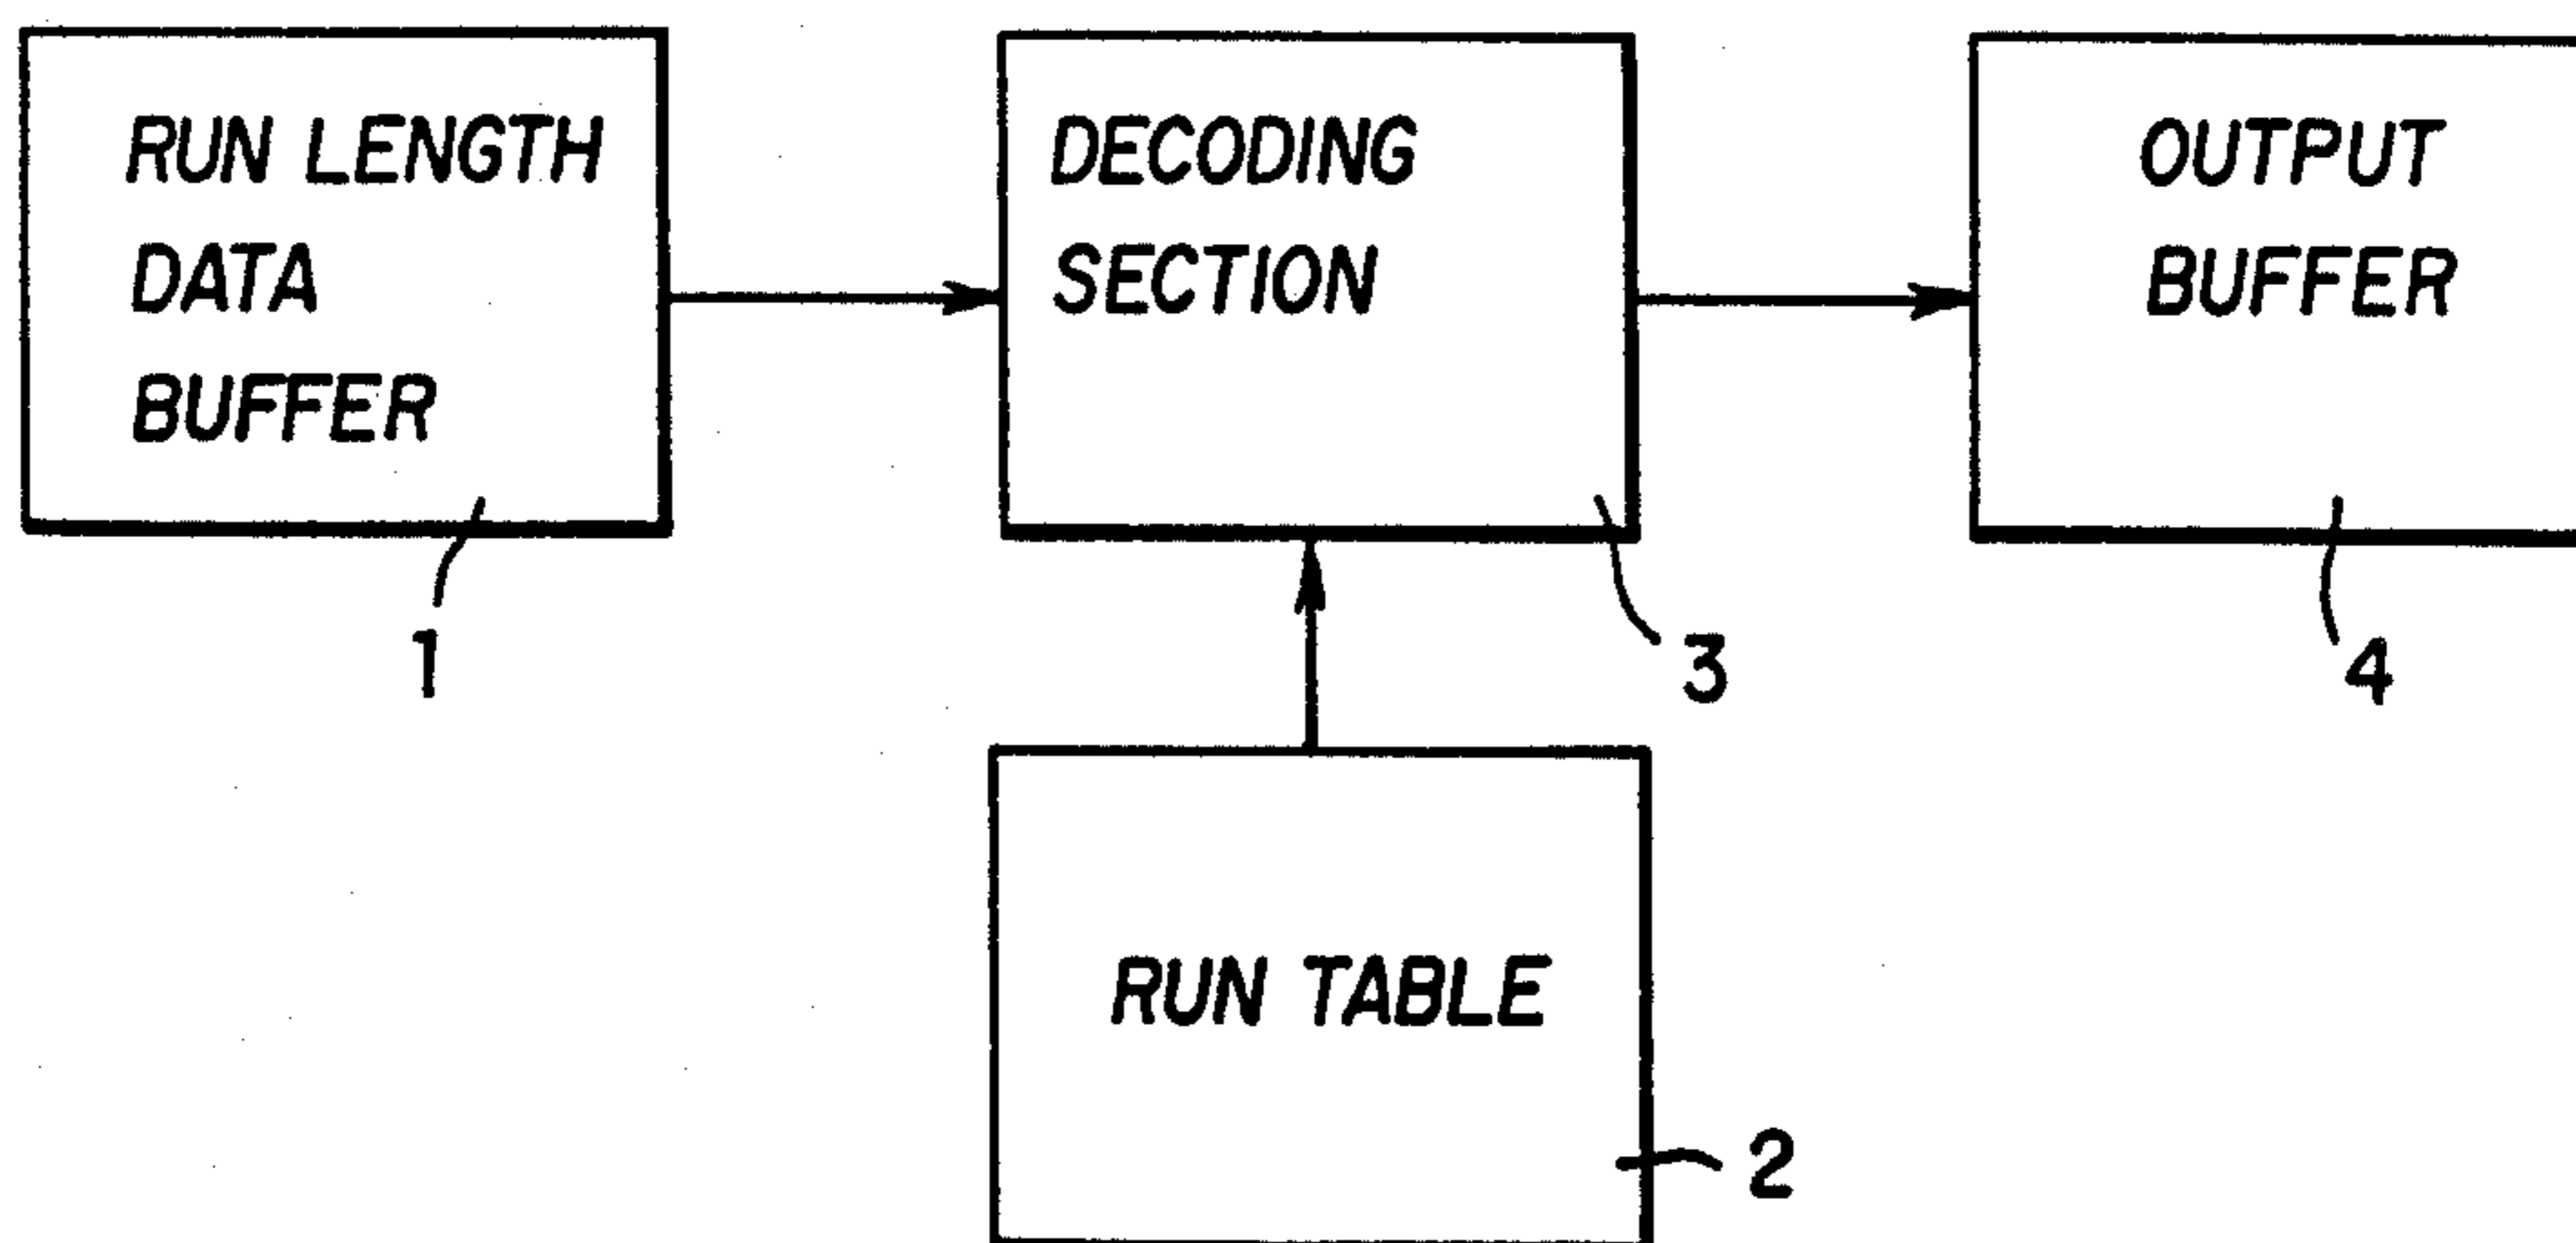 RUN LENGTH
DATA
BUFFER
1
DECODING
SECTION
3
OUTPUT
BUFFER
4
RUN TABLE
2